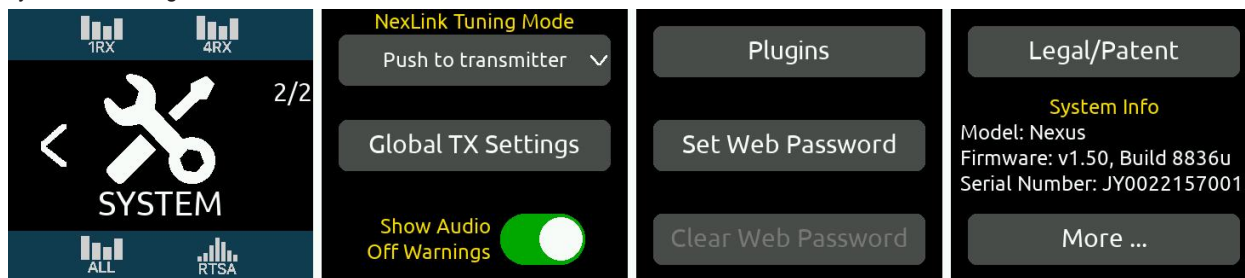 1RX
4RX
2/2
SYSTEM
ALL
RTSA
NexLink Tuning Mode
Push to transmitter
Global TX Settings
Show Audio
Off Warnings
Plugins
Set Web Password
Clear Web Password
Legal/Patent
System Info
Model: Nexus
Firmware: v1.50, Build 8836u
Serial Number: JY0022157001
More ...